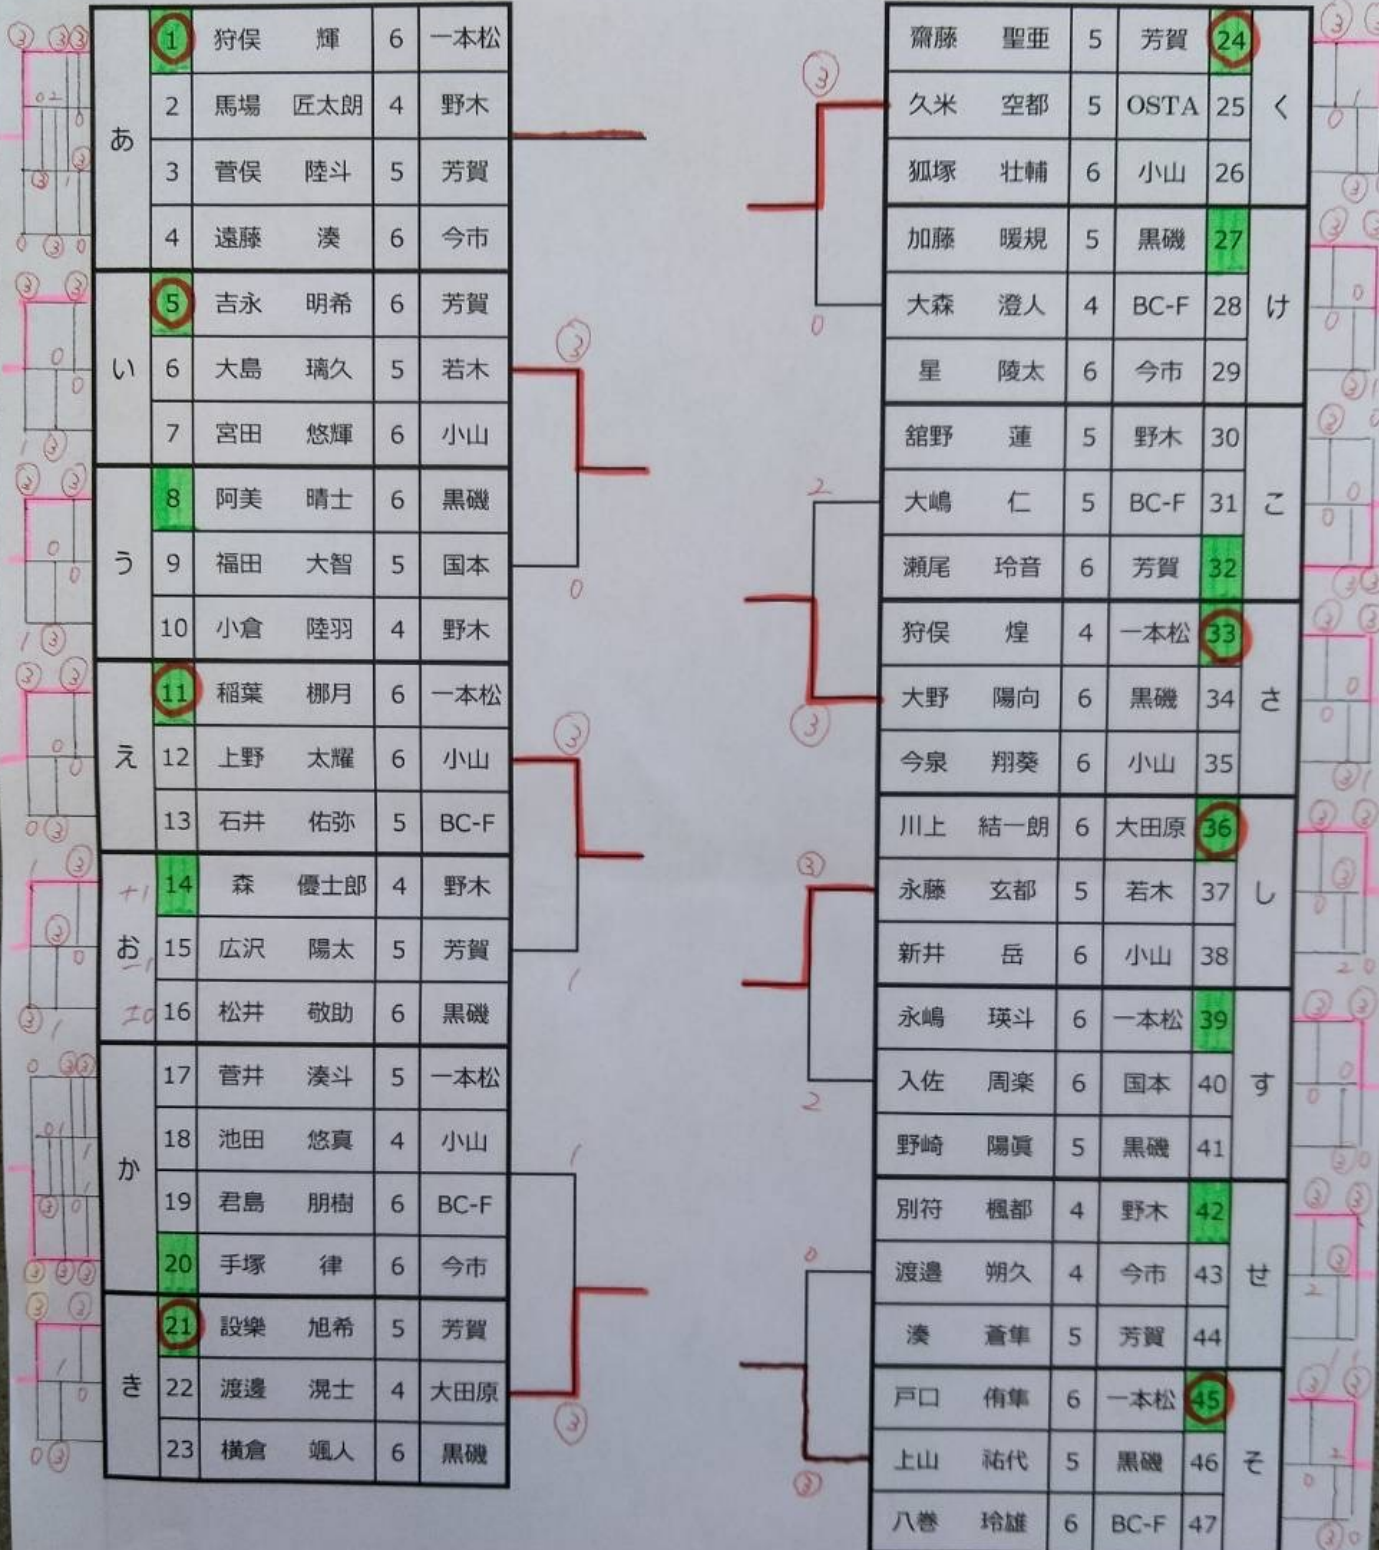 あ
1 狩俣 輝 6 一本松
2 馬場 匠太朗 4 野木
3 菅俣 陸斗 5 芳賀
4 遠藤 湊 6 今市
い
5 吉永 明希 6 芳賀
6 大島 璃久 5 若木
7 宮田 悠輝 6 小山
う
8 阿美 晴士 6 黒磯
9 福田 大智 5 国本
10 小倉 陸羽 4 野木
え
11 稲葉 梛月 6 一本松
12 上野 太耀 6 小山
13 石井 佑弥 5 BC-F
お
14 森 優士郎 4 野木
15 広沢 陽太 5 芳賀
16 松井 敬助 6 黒磯
+1
-1
±0
か
17 菅井 湊斗 5 一本松
18 池田 悠真 4 小山
19 君島 朋樹 6 BC-F
20 手塚 律 6 今市
き
21 設樂 旭希 5 芳賀
22 渡邊 滉士 4 大田原
23 横倉 颯人 6 黒磯
③
0
③
1
1
③
齋藤 聖亜 5 芳賀 24
久米 空都 5 OSTA 25
狐塚 壮輔 6 小山 26
く
加藤 暖規 5 黒磯 27
大森 澄人 4 BC-F 28
星 陵太 6 今市 29
け
舘野 蓮 5 野木 30
大嶋 仁 5 BC-F 31
瀬尾 玲音 6 芳賀 32
こ
狩俣 煌 4 一本松 33
大野 陽向 6 黒磯 34
今泉 翔葵 6 小山 35
さ
川上 結一朗 6 大田原 36
永藤 玄都 5 若木 37
新井 岳 6 小山 38
し
永嶋 瑛斗 6 一本松 39
入佐 周楽 6 国本 40
野崎 陽眞 5 黒磯 41
す
別符 楓都 4 野木 42
渡邉 朔久 4 今市 43
湊 蒼隼 5 芳賀 44
せ
戸口 侑隼 6 一本松 45
上山 祐代 5 黒磯 46
八巻 玲雄 6 BC-F 47
そ
③
0
2
③
③
2
0
③